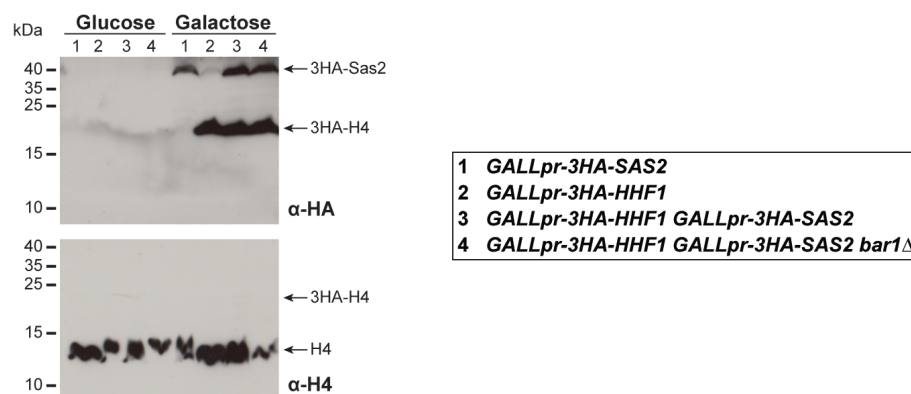 kDa
Glucose Galactose
1 2 3 4 1 2 3 4
40
35
25
15
10
3HA-Sas2
3HA-H4
α-HA
40
35
25
15
10
3HA-H4
H4
α-H4
1 GALLpr-3HA-SAS2
2 GALLpr-3HA-HHF1
3 GALLpr-3HA-HHF1 GALLpr-3HA-SAS2
4 GALLpr-3HA-HHF1 GALLpr-3HA-SAS2 bar1Δ